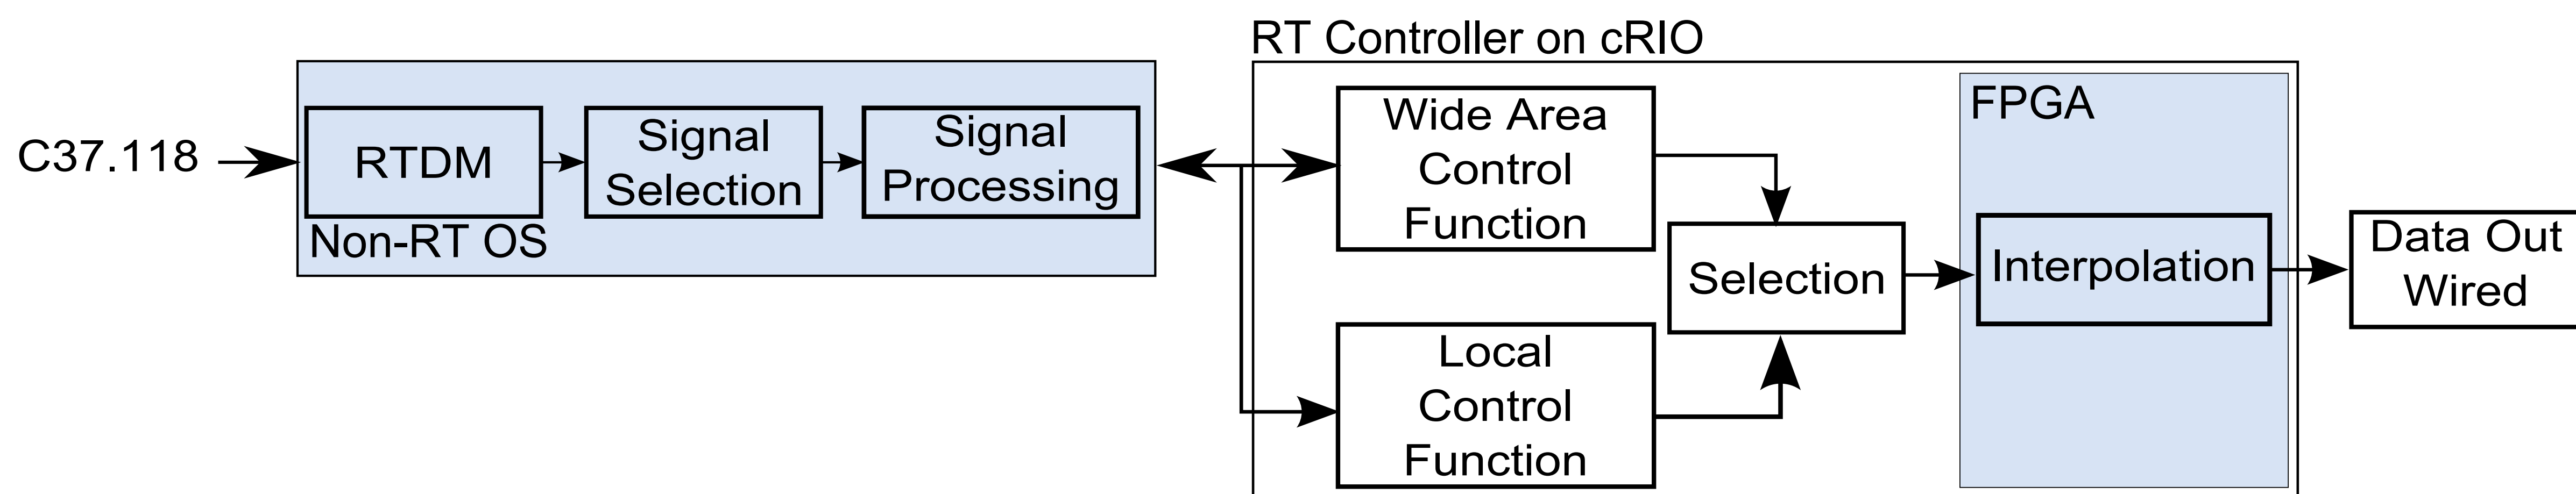 RT Controller on cRIO
C37.118
RTDM
Signal
Selection
Signal
Processing
Non-RT OS
Wide Area
Control
Function
Local
Control
Function
Selection
FPGA
Interpolation
Data Out
Wired